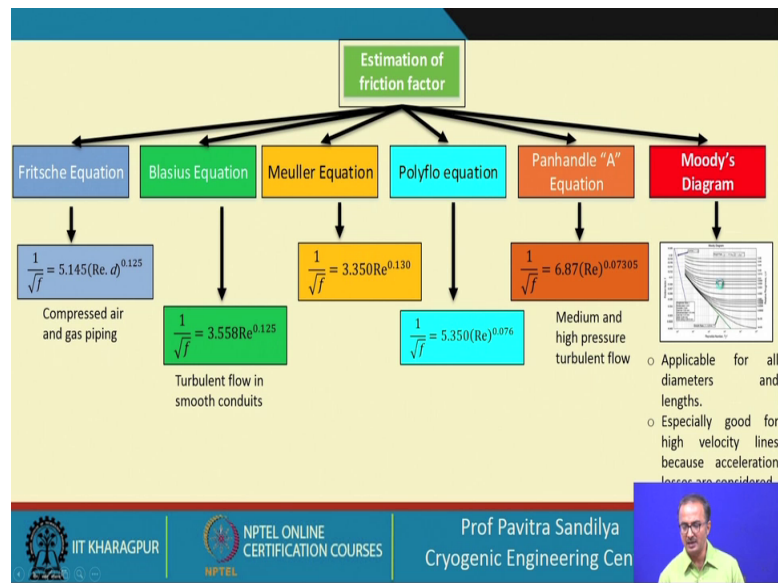 Estimation of
friction factor
Fritsche Equation
Blasius Equation
Meuller Equation
Polyflo equation
Panhandle “A”
Equation
Moody's
Diagram
1/√f = 5.145(Re. d)^0.125
Compressed air
and gas piping
1/√f = 3.558Re^0.125
Turbulent flow in
smooth conduits
1/√f = 3.350Re^0.130
1/√f = 5.350(Re)^0.076
1/√f = 6.87(Re)^0.07305
Medium and
high pressure
turbulent flow
o Applicable for all
diameters and
lengths.
o Especially good for
high velocity lines
because acceleration
losses are considered
IIT KHARAGPUR
NPTEL
NPTEL ONLINE
CERTIFICATION COURSES
Prof Pavitra Sandilya
Cryogenic Engineering Cen